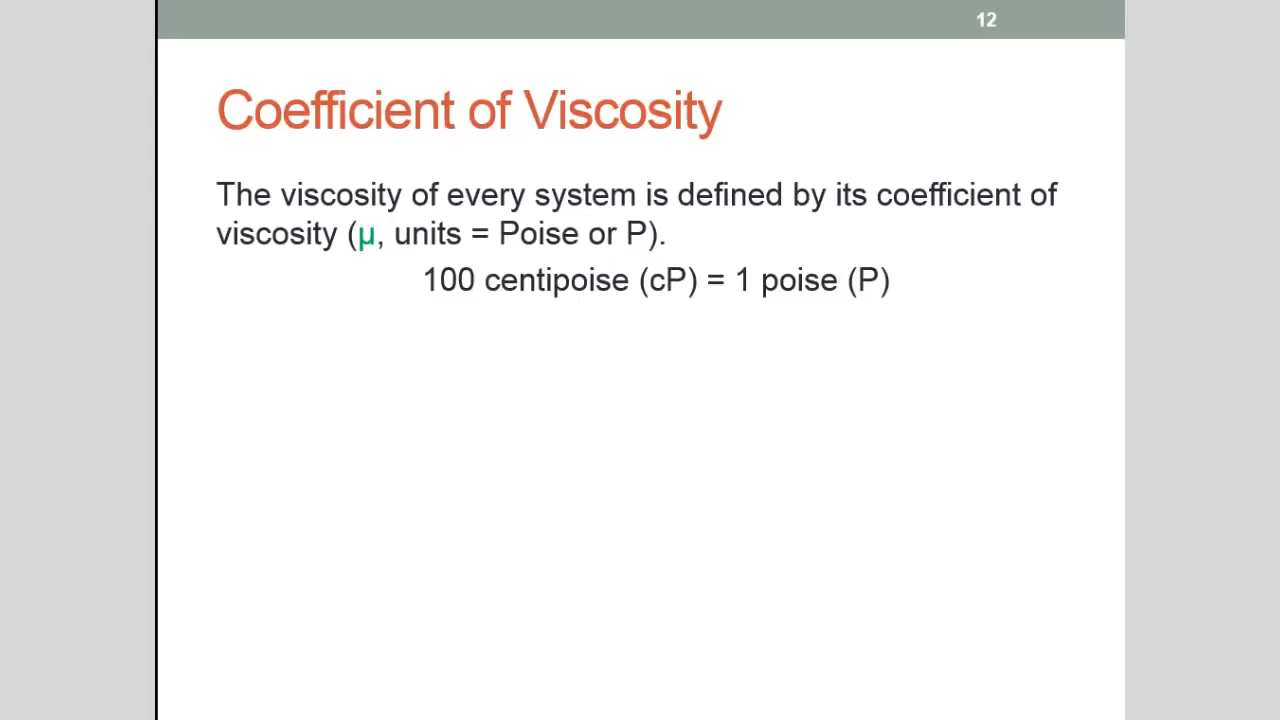 12
Coefficient of Viscosity
The viscosity of every system is defined by its coefficient of
viscosity (μ, units = Poise or P).
100 centipoise (cP) = 1 poise (P)